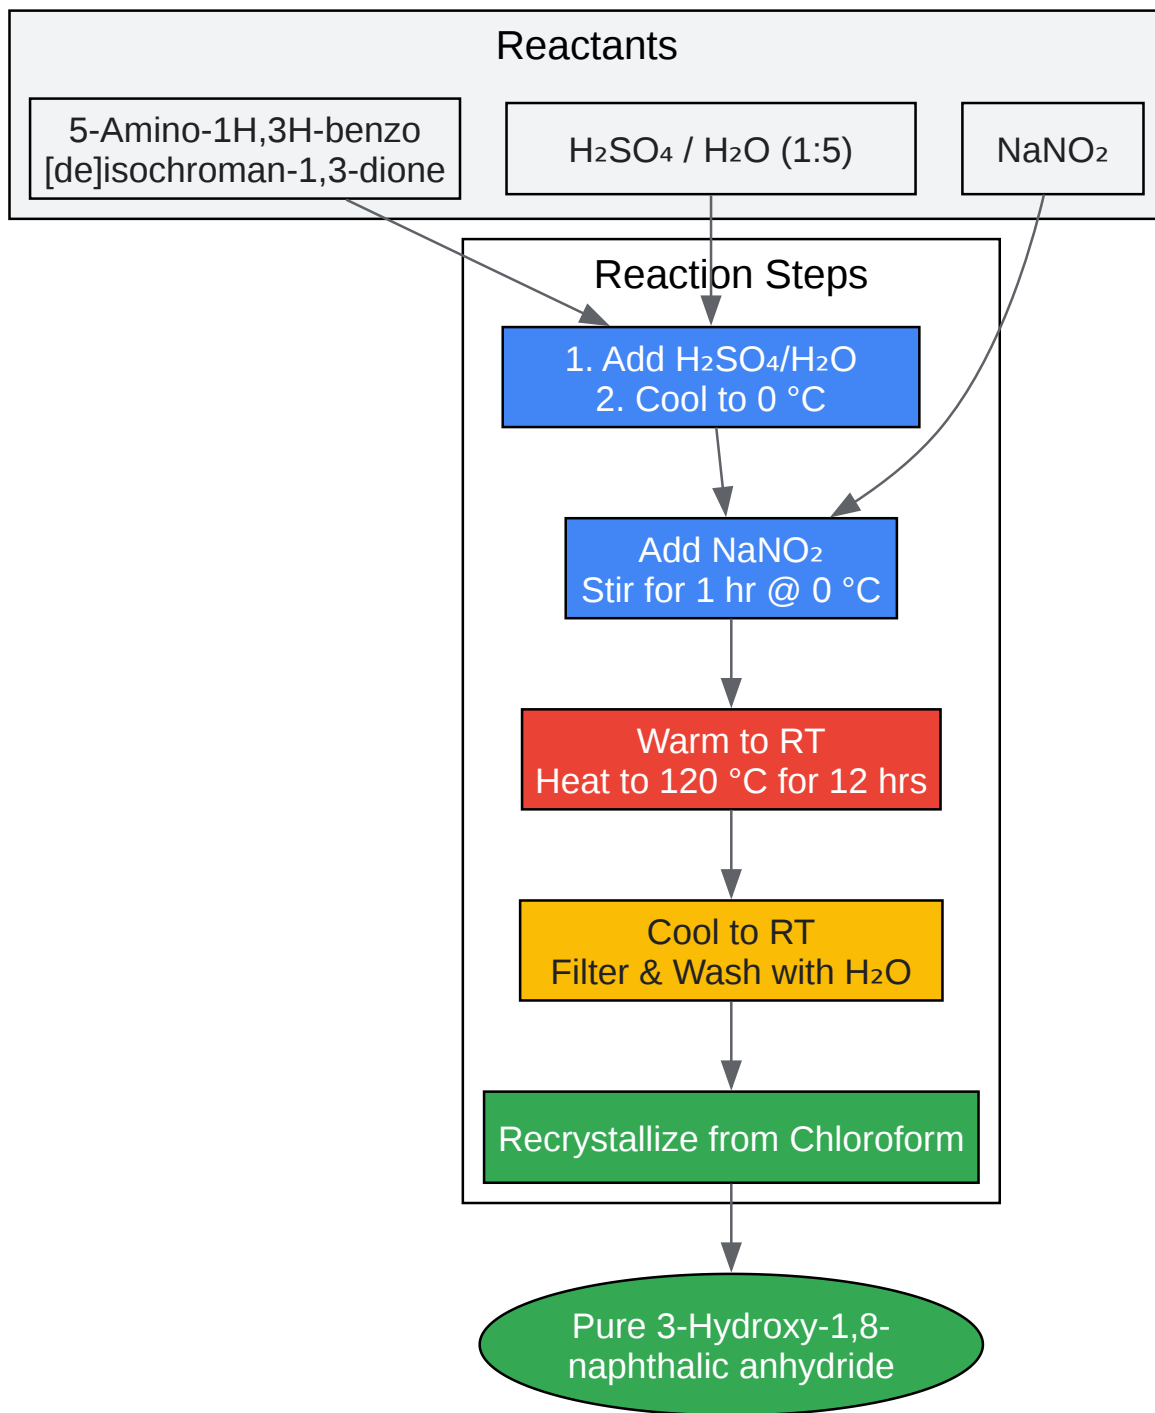 Reactants
5-Amino-1H,3H-benzo
[de]isochroman-1,3-dione
H₂SO₄ / H₂O (1:5)
NaNO₂
Reaction Steps
1. Add H₂SO₄/H₂O
2. Cool to 0 °C
Add NaNO₂
Stir for 1 hr @ 0 °C
Warm to RT
Heat to 120 °C for 12 hrs
Cool to RT
Filter & Wash with H₂O
Recrystallize from Chloroform
Pure 3-Hydroxy-1,8-
naphthalic anhydride